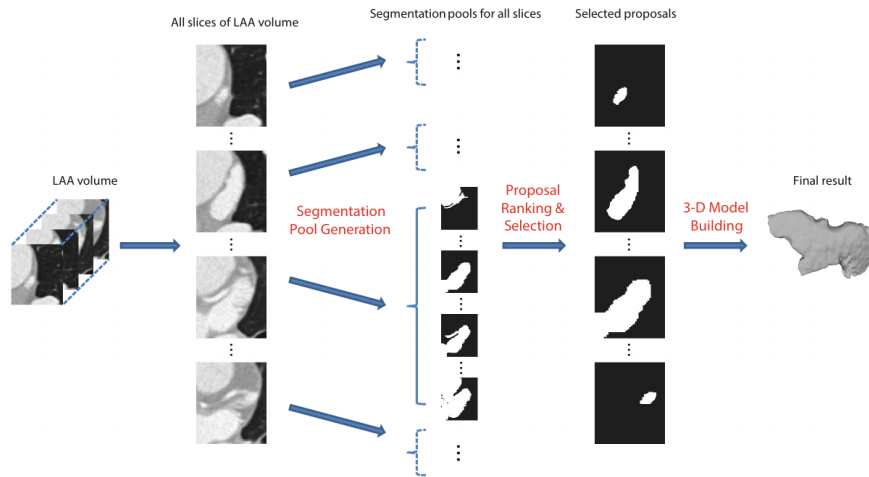 All slices of LAA volume
Segmentation pools for all slices
Selected proposals
LAA volume
Segmentation
Pool Generation
Proposal
Ranking &
Selection
3-D Model
Building
Final result